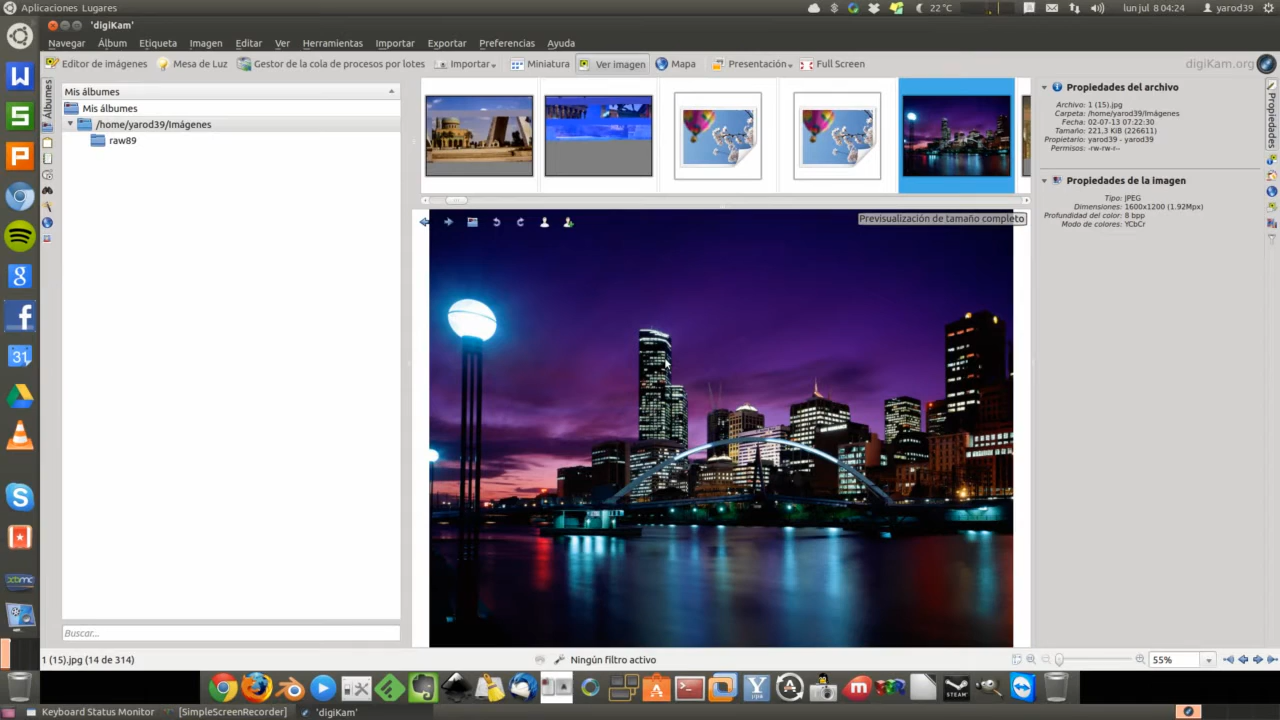 Aplicaciones Lugares
22 °C
lun jul 8 04:24
yarod39
'digiKam'
Navegar Álbum Etiqueta Imagen Editar Ver Herramientas Importar Exportar Preferencias Ayuda
Editor de imágenes Mesa de Luz Gestor de la cola de procesos por lotes Importar Miniatura Ver imagen Mapa Presentación Full Screen
digiKam.org
Álbumes
Mis álbumes
Mis álbumes
/home/yarod39/Imágenes
raw89
Previsualización de tamaño completo
Propiedades del archivo
Archivo: 1 (15).jpg
Carpeta: /home/yarod39/Imágenes
Fecha: 02-07-13 07:22:30
Tamaño: 221,3 KiB (226611)
Propietario: yarod39 - yarod39
Permisos: -rw-rw-r--
Propiedades de la imagen
Tipo: JPEG
Dimensiones: 1600x1200 (1.92Mpx)
Profundidad del color: 8 bpp
Modo de colores: YCbCr
Propiedades
Buscar...
1 (15).jpg (14 de 314)
Ningún filtro activo
55%
31
STEAM
Keyboard Status Monitor
[SimpleScreenRecorder]
'digiKam'